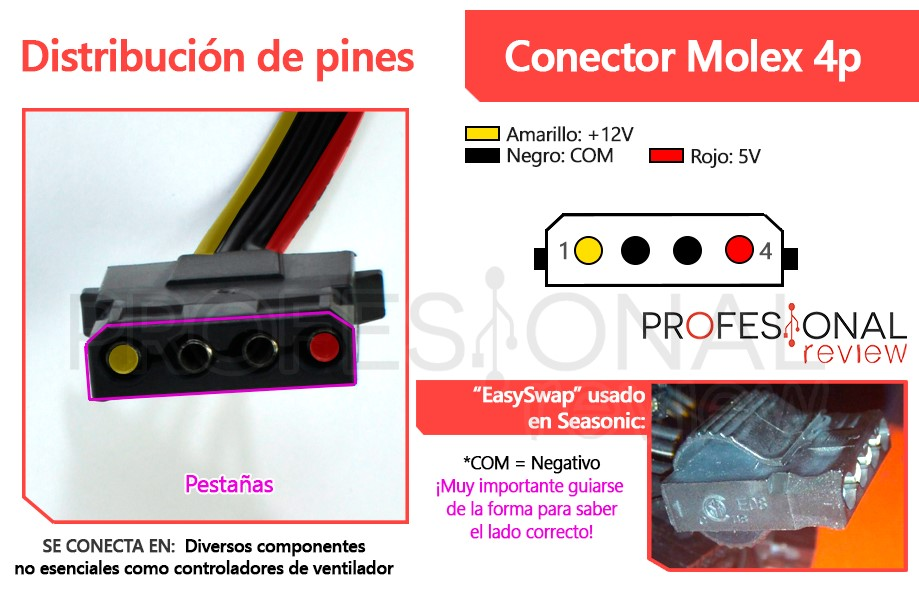 Distribución de pines
Conector Molex 4p
Amarillo: +12V
Negro: COM
Rojo: 5V
1
4
PROFESIONAL
review
PROFESIONAL
review
Pestañas
"EasySwap" usado
en Seasonic:
*COM = Negativo
¡Muy importante guiarse
de la forma para saber
el lado correcto!
SE CONECTA EN: Diversos componentes
no esenciales como controladores de ventilador